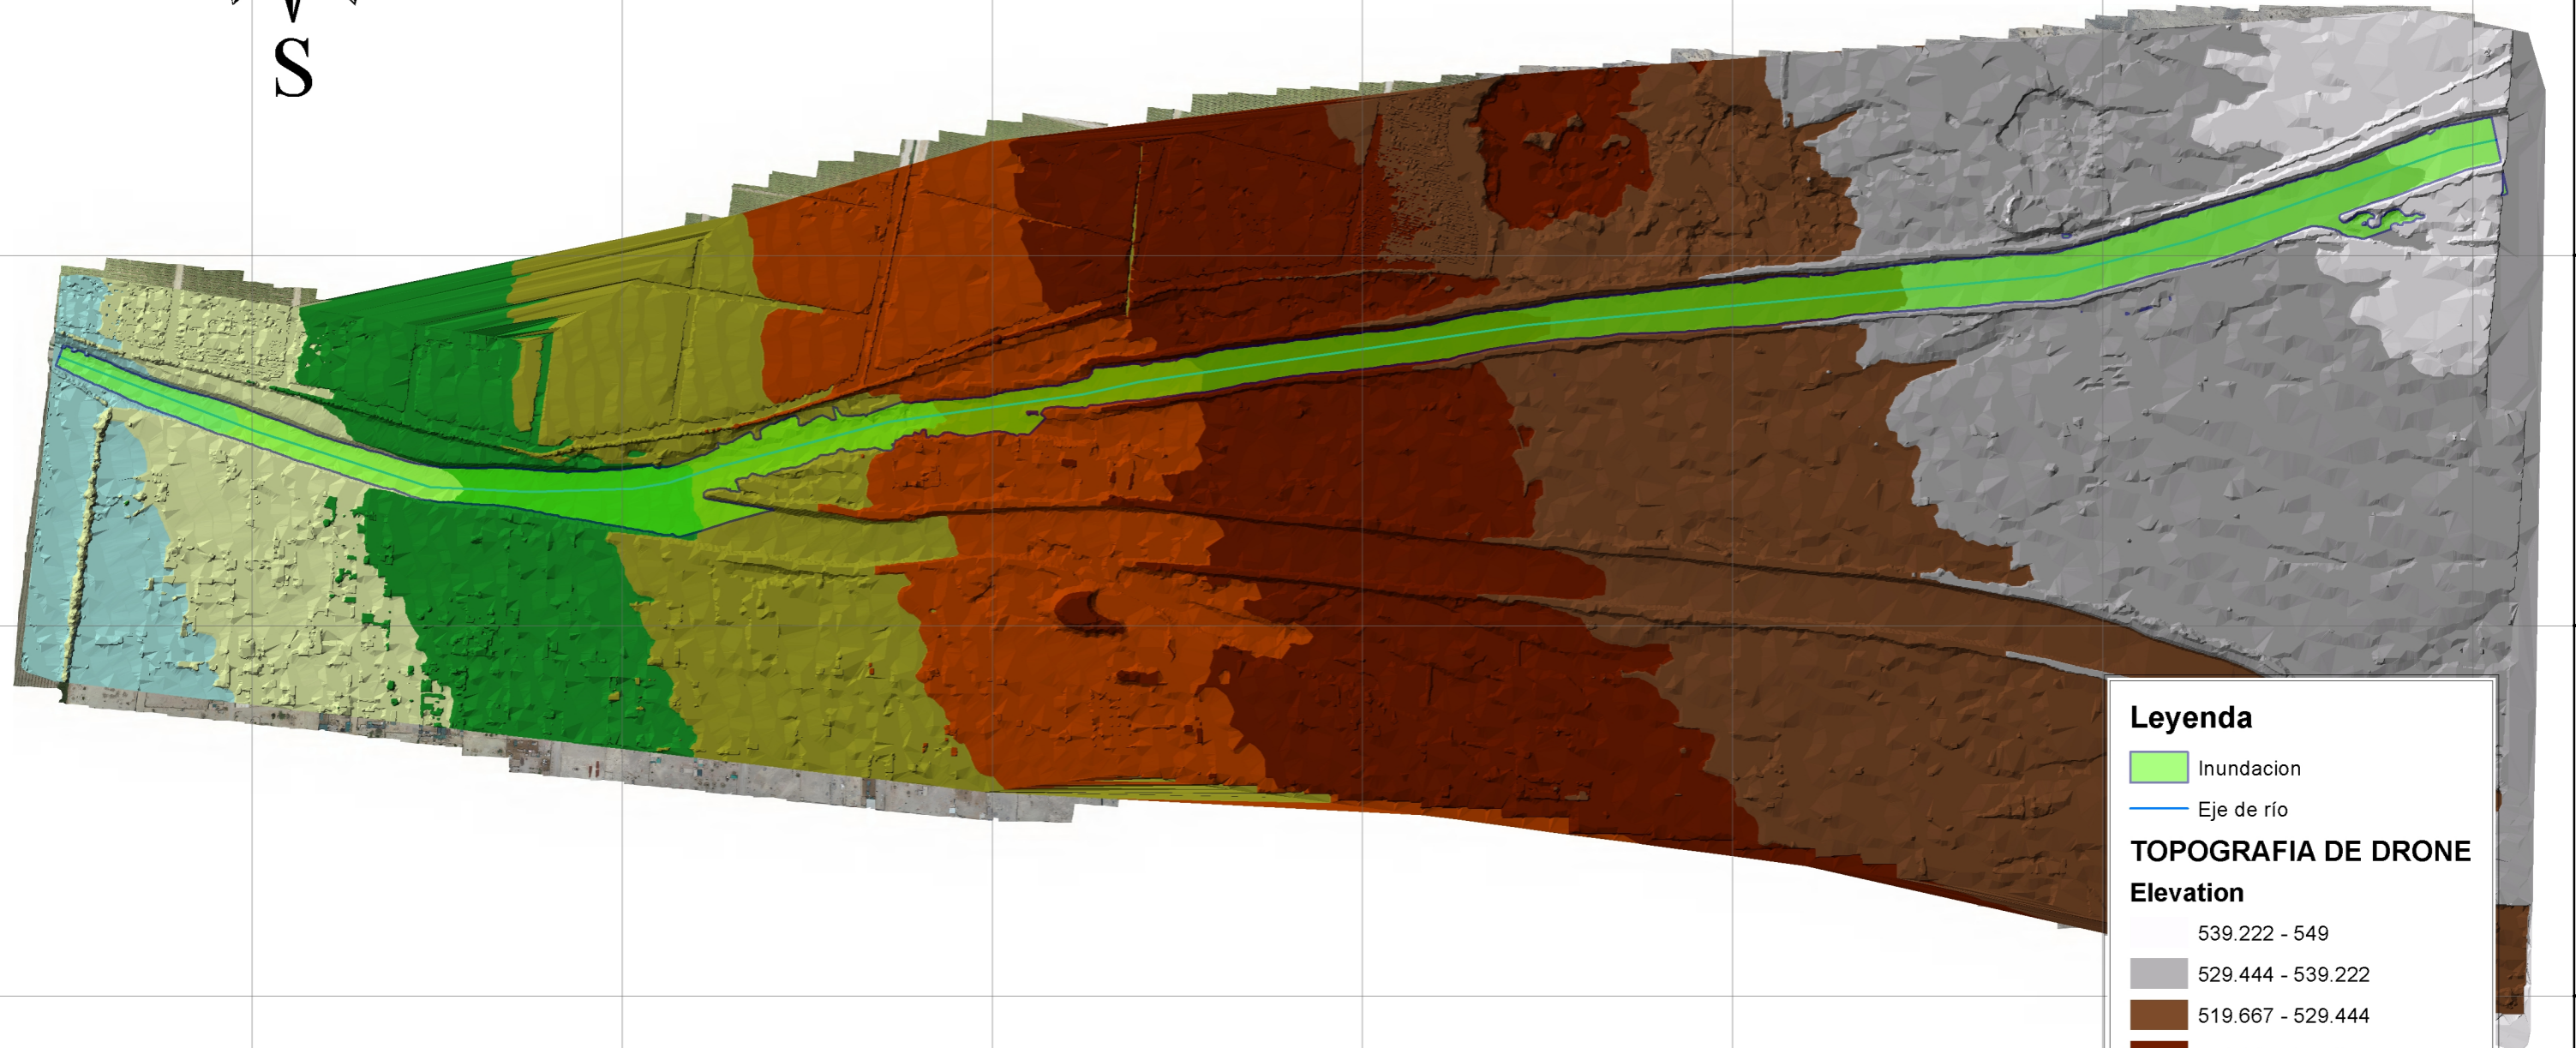 S
Leyenda
Inundacion
Eje de río
TOPOGRAFIA DE DRONE
Elevation
539.222 - 549
529.444 - 539.222
519.667 - 529.444